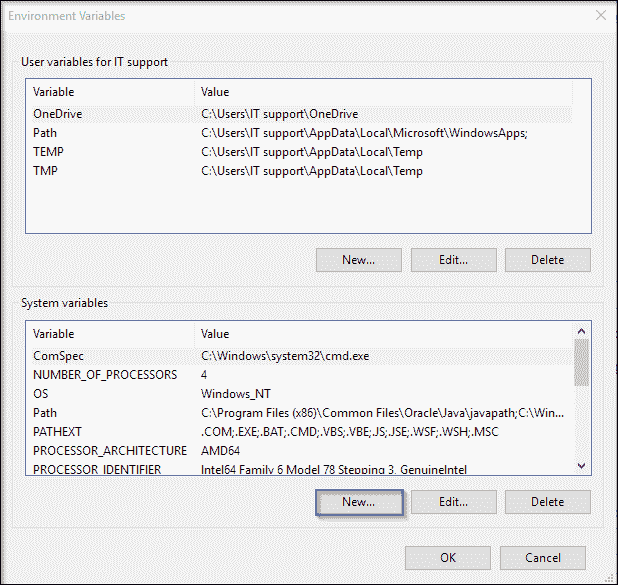 Environment Variables
User variables for IT support
Variable Value
OneDrive C:\Users\IT support\OneDrive
Path C:\Users\IT support\AppData\Local\Microsoft\WindowsApps;
TEMP C:\Users\IT support\AppData\Local\Temp
TMP C:\Users\IT support\AppData\Local\Temp
New... Edit... Delete
System variables
Variable Value
ComSpec C:\Windows\system32\cmd.exe
NUMBER_OF_PROCESSORS 4
OS Windows_NT
Path C:\Program Files (x86)\Common Files\Oracle\Java\javapath;C:\Win...
PATHEXT .COM;.EXE;.BAT;.CMD;.VBS;.VBE;.JS;.JSE;.WSF;.WSH;.MSC
PROCESSOR_ARCHITECTURE AMD64
PROCESSOR_IDENTIFIER Intel64 Family 6 Model 78 Stepping 3, GenuineIntel
New... Edit... Delete
OK Cancel